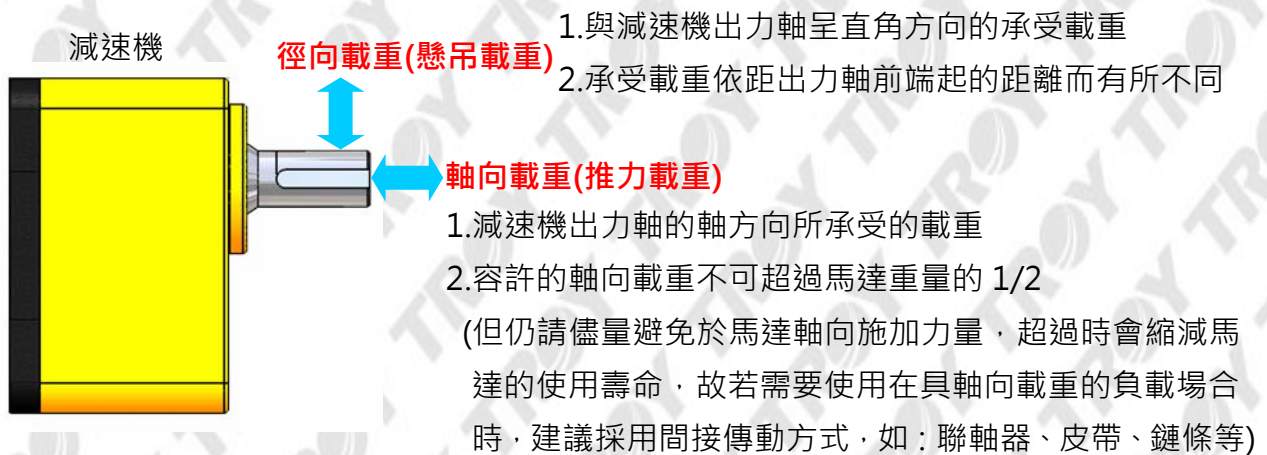 減速機
徑向載重(懸吊載重)
1.與減速機出力軸呈直角方向的承受載重
2.承受載重依距出力軸前端起的距離而有所不同
軸向載重(推力載重)
1.減速機出力軸的軸方向所承受的載重
2.容許的軸向載重不可超過馬達重量的 1/2
(但仍請儘量避免於馬達軸向施加力量，超過時會縮減馬
達的使用壽命，故若需要使用在具軸向載重的負載場合
時，建議採用間接傳動方式，如：聯軸器、皮帶、鏈條等)
TROY